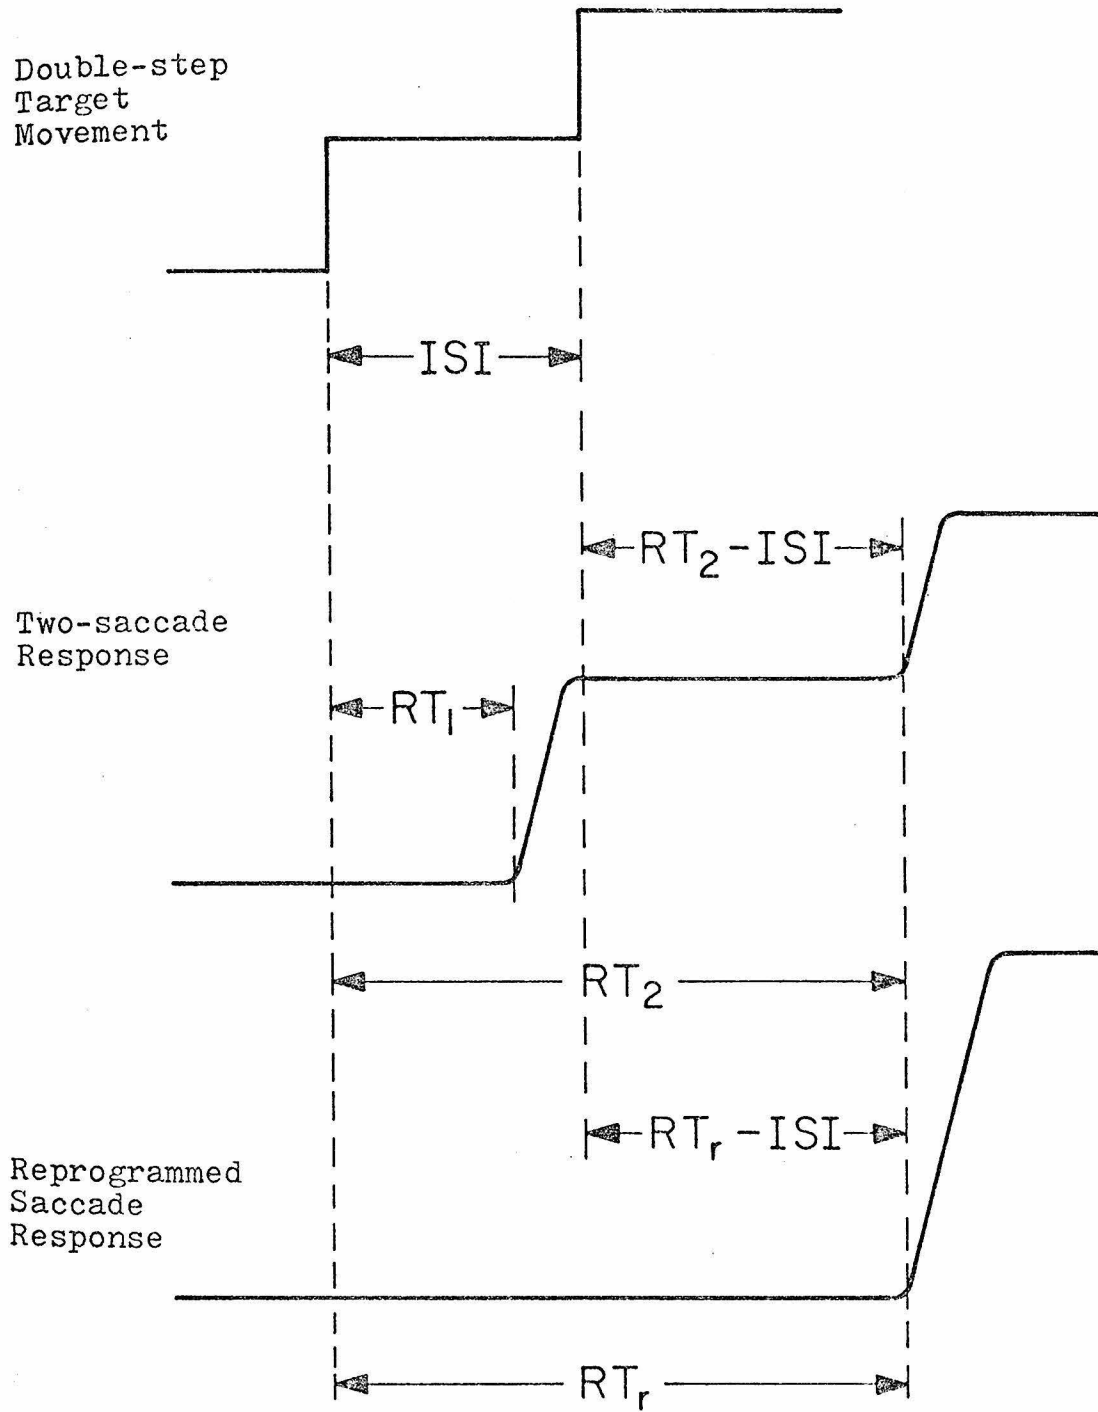 Double-step
Target
Movement
ISI
RT₂-ISI
Two-saccade
Response
RT₁
RT₂
RTᵣ-ISI
Reprogrammed
Saccade
Response
RTᵣ